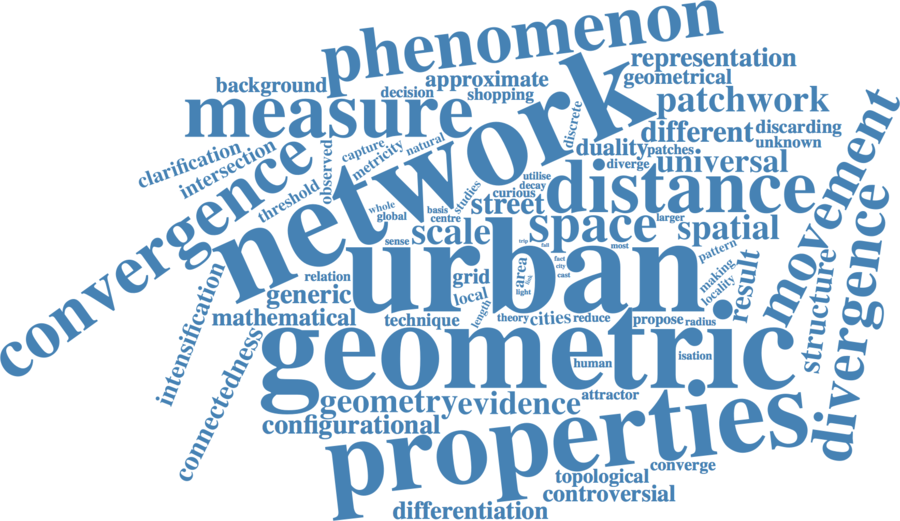 phenomenon
representation
background
approximate
geometrical
decision
shopping
measure
network
patchwork
discrete
different
discarding
unknown
clarification
intersection
observed
capture
metricity
natural
duality
patches
diverge
universal
movement
convergence
threshold
utilise
decay
curious
distance
whole
global
basis
centre
studies
street
space
larger
spatial
divergence
sense
scale
trip
full
most
urban
fact
city
cast
pattern
making
locality
result
structure
intensification
relation
generic
grid
local
area
light
length
mathematical
technique
theory
cities
reduce
propose
radius
connectedness
geometric
human
isation
geometry
evidence
attractor
configurational
properties
converge
topological
controversial
differentiation